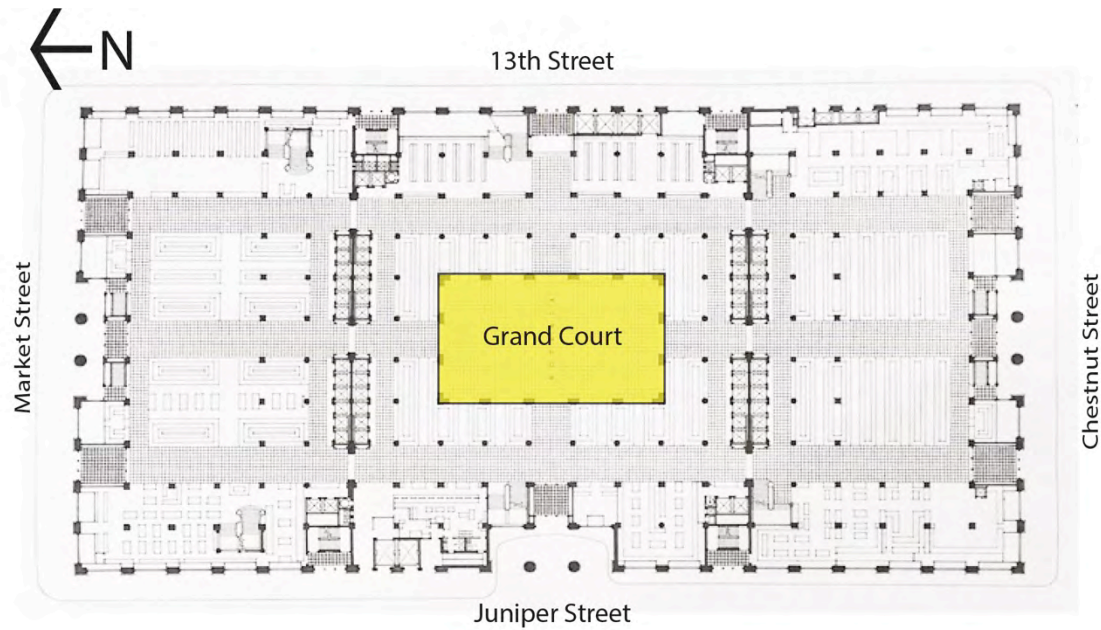 N
13th Street
Market Street
Grand Court
Chestnut Street
Juniper Street